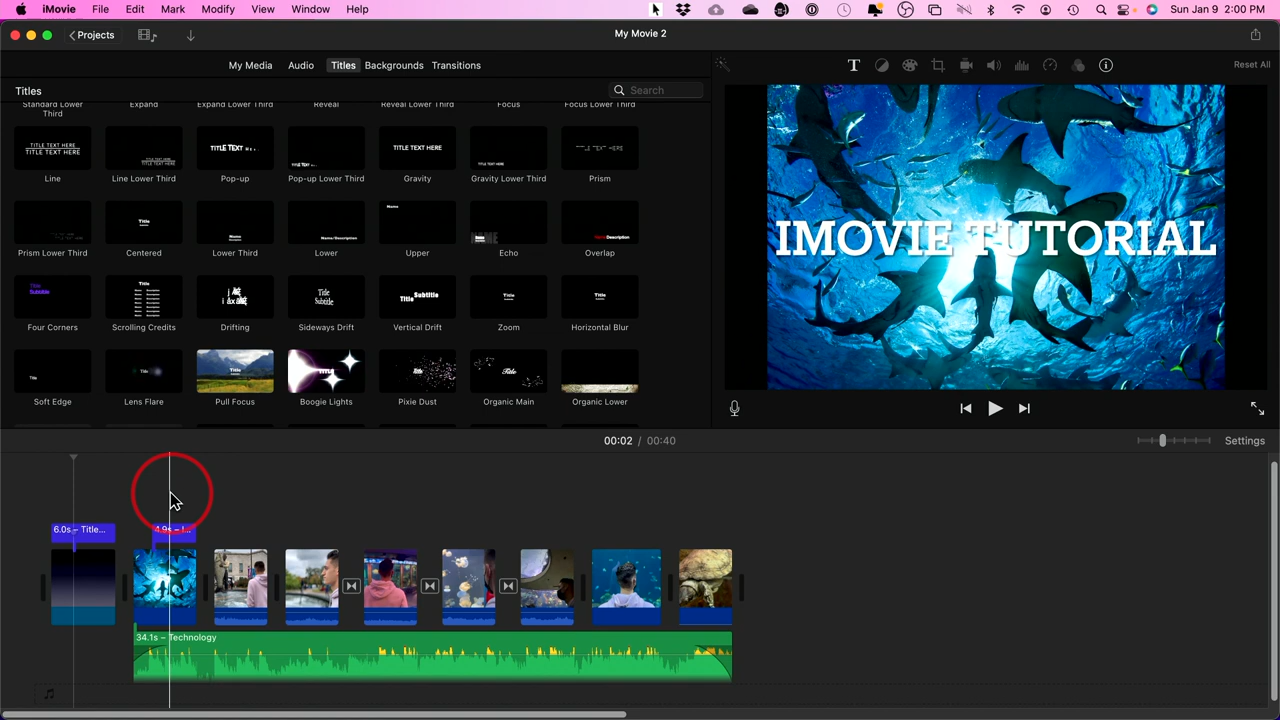 iMovie File Edit Mark Modify View Window Help Sun Jan 9 2:00 PM
Projects My Movie 2
My Media Audio Titles Backgrounds Transitions Reset All
Titles Search
Standard Lower Third Expand Expand Lower Third Reveal Reveal Lower Third Focus Focus Lower Third
TITLE TEXT HERE
TITLE TEXT HERE
TITLE TEXT HERE
Line Line Lower Third Pop-up Pop-up Lower Third Gravity Gravity Lower Third Prism
Title Name Name/Description Name Description
Prism Lower Third Centered Lower Third Lower Upper Echo Overlap
Title Subtitle Title Title Subtitle Title Subtitle Title Title
Four Corners Scrolling Credits Drifting Sideways Drift Vertical Drift Zoom Horizontal Blur
Title Title Title Title Title
Soft Edge Lens Flare Pull Focus Boogie Lights Pixie Dust Organic Main Organic Lower
IMOVIE TUTORIAL
00:02 / 00:40 Settings
6.0s – Title... 4.9s – I...
34.1s – Technology